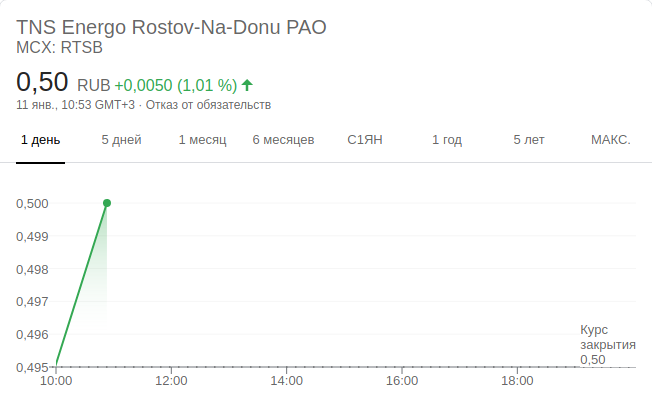 TNS Energo Rostov-Na-Donu PAO
MCX: RTSB
0,50 RUB +0,0050 (1,01 %)
11 янв., 10:53 GMT+3 · Отказ от обязательств
1 день 5 дней 1 месяц 6 месяцев С1ЯН 1 год 5 лет МАКС.
0,500
0,499
0,498
0,497
0,496
Курс
закрытия
0,50
0,495
10:00 12:00 14:00 16:00 18:00